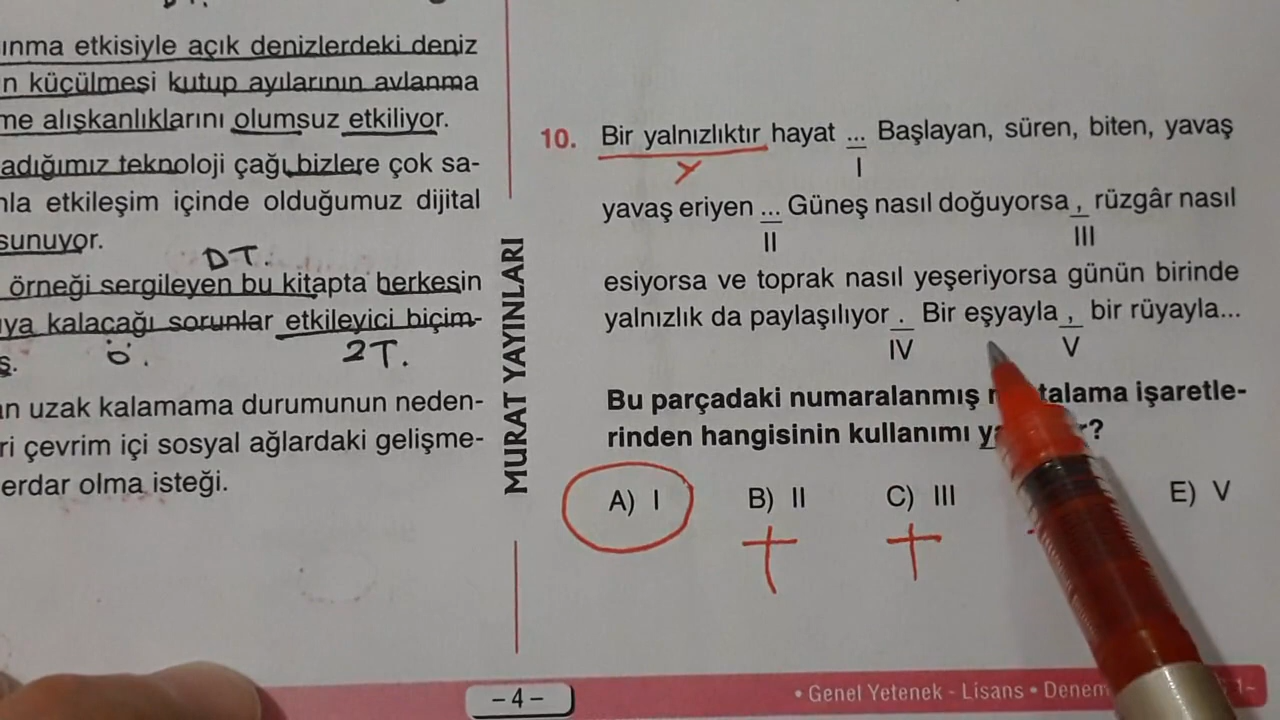 ınma etkisiyle açık denizlerdeki deniz
n küçülmesi kutup ayılarının avlanma
me alışkanlıklarını olumsuz etkiliyor.
adığımız teknoloji çağı bizlere çok sa-
nla etkileşim içinde olduğumuz dijital
sunuyor.
DT.
örneği sergileyen bu kitapta herkesin
ıya kalacağı sorunlar etkileyici biçim-
ş.
ö.
2T.
an uzak kalamama durumunun neden-
ri çevrim içi sosyal ağlardaki gelişme-
erdar olma isteği.
MURAT YAYINLARI
10. Bir yalnızlıktır hayat ... Başlayan, süren, biten, yavaş
Y
I
yavaş eriyen ... Güneş nasıl doğuyorsa , rüzgâr nasıl
II III
esiyorsa ve toprak nasıl yeşeriyorsa günün birinde
yalnızlık da paylaşılıyor . Bir eşyayla , bir rüyayla...
IV V
Bu parçadaki numaralanmış talama işaretle-
rinden hangisinin kullanımı ?
A) I B) II C) III E) V
– 4 –
• Genel Yetenek - Lisans • Denem